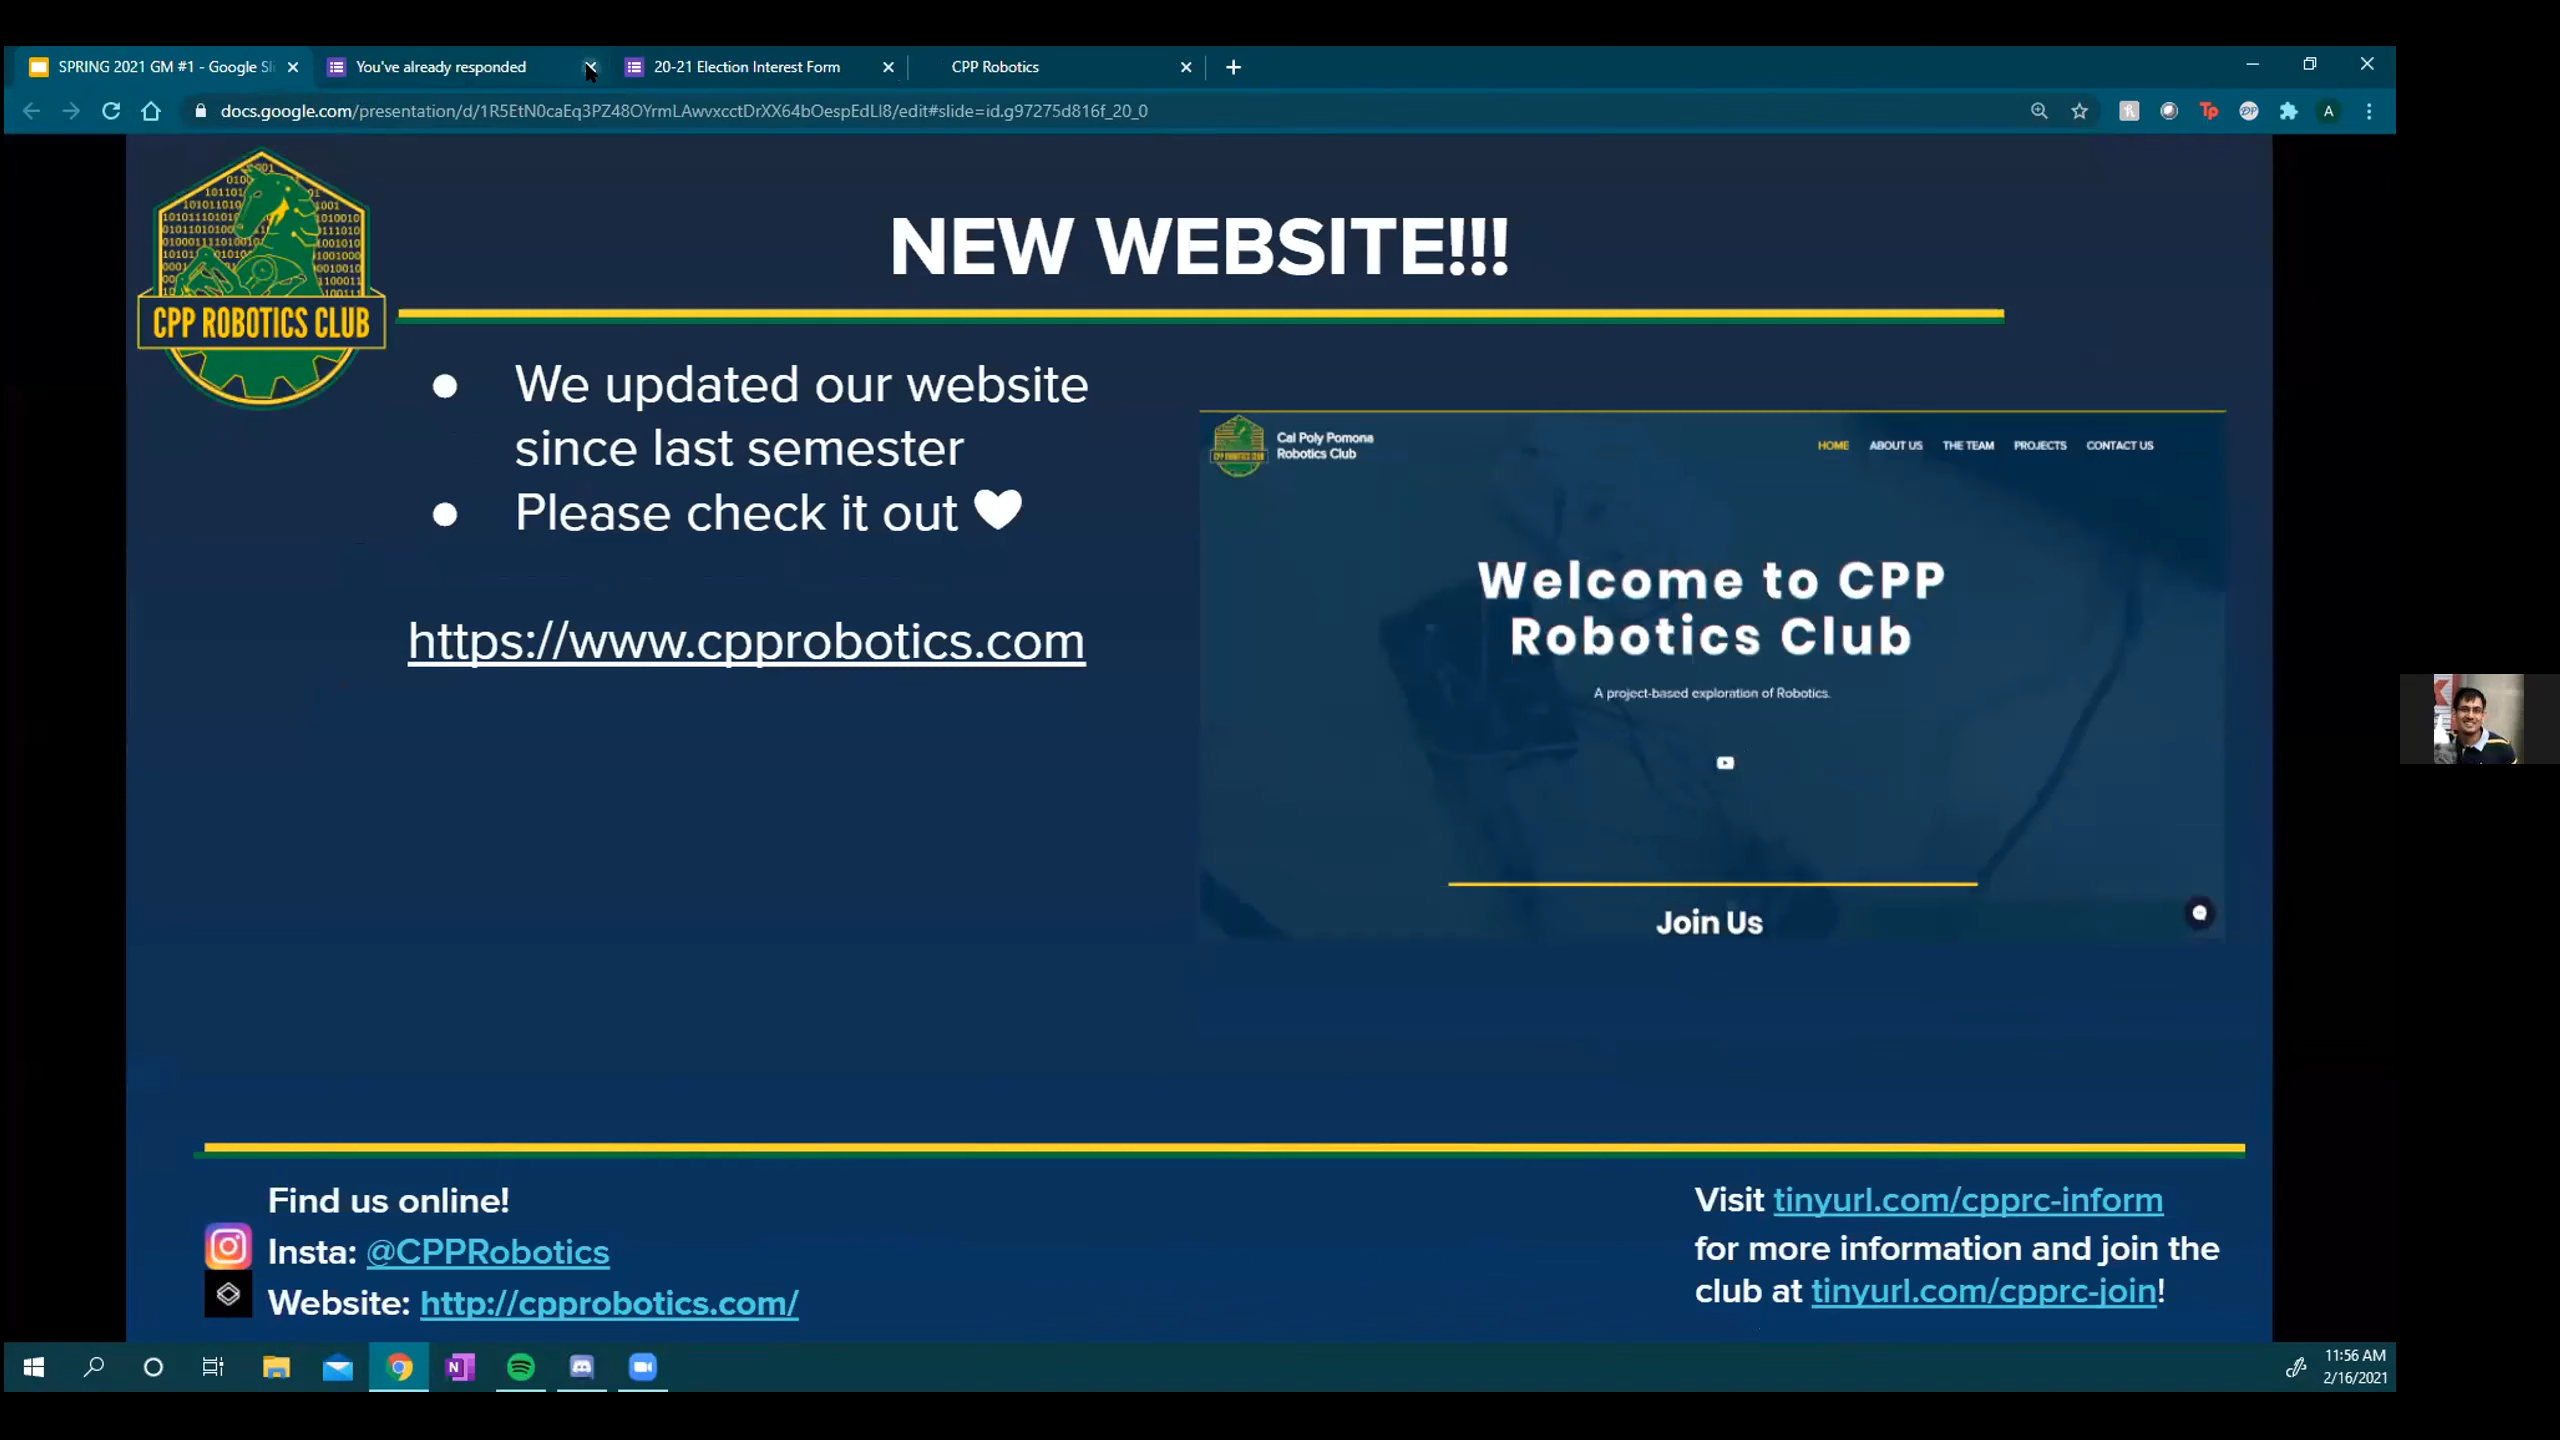 SPRING 2021 GM #1 - Google Sli
You've already responded
20-21 Election Interest Form
CPP Robotics
docs.google.com/presentation/d/1R5EtN0caEq3PZ48OYrmLAwvxcctDrXX64bOespEdLI8/edit#slide=id.g97275d816f_20_0
Tp
A
CPP ROBOTICS CLUB
NEW WEBSITE!!!
● We updated our website
since last semester
● Please check it out
https://www.cpprobotics.com
Cal Poly Pomona
Robotics Club
HOME ABOUT US THE TEAM PROJECTS CONTACT US
Welcome to CPP
Robotics Club
A project-based exploration of Robotics.
Join Us
Find us online!
Insta: @CPPRobotics
Website: http://cpprobotics.com/
Visit tinyurl.com/cpprc-inform
for more information and join the
club at tinyurl.com/cpprc-join!
11:56 AM
2/16/2021